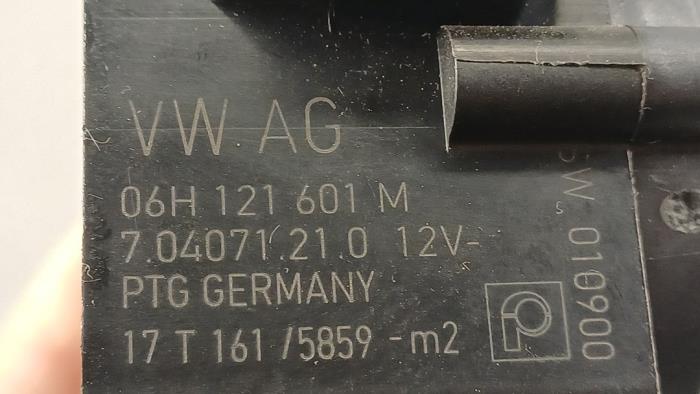 VW AG
06H 121 601 M
7.04071.21.0 12V-
PTG GERMANY
17 T 161 /5859 -m2
010900